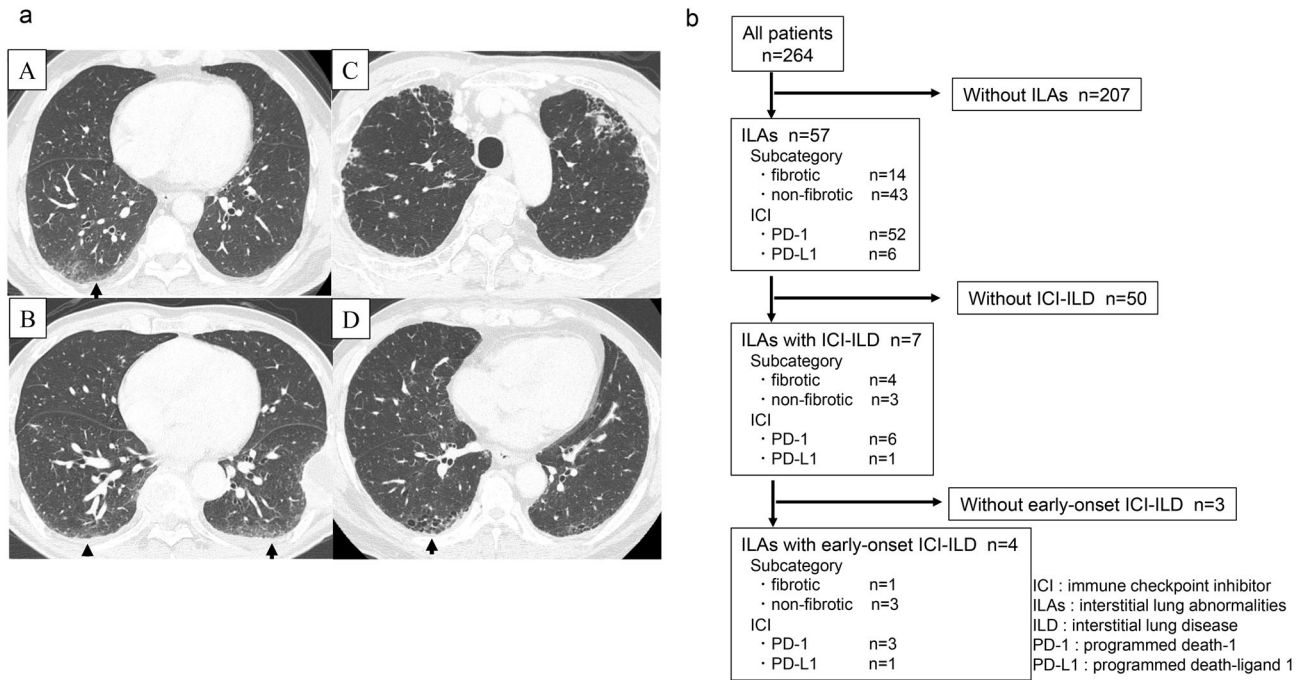 a
A
C
B
D
b
All patients
n=264
Without ILAs n=207
ILAs n=57
Subcategory
・fibrotic n=14
・non-fibrotic n=43
ICI
・PD-1 n=52
・PD-L1 n=6
Without ICI-ILD n=50
ILAs with ICI-ILD n=7
Subcategory
・fibrotic n=4
・non-fibrotic n=3
ICI
・PD-1 n=6
・PD-L1 n=1
Without early-onset ICI-ILD n=3
ILAs with early-onset ICI-ILD n=4
Subcategory
・fibrotic n=1
・non-fibrotic n=3
ICI
・PD-1 n=3
・PD-L1 n=1
ICI : immune checkpoint inhibitor
ILAs : interstitial lung abnormalities
ILD : interstitial lung disease
PD-1 : programmed death-1
PD-L1 : programmed death-ligand 1